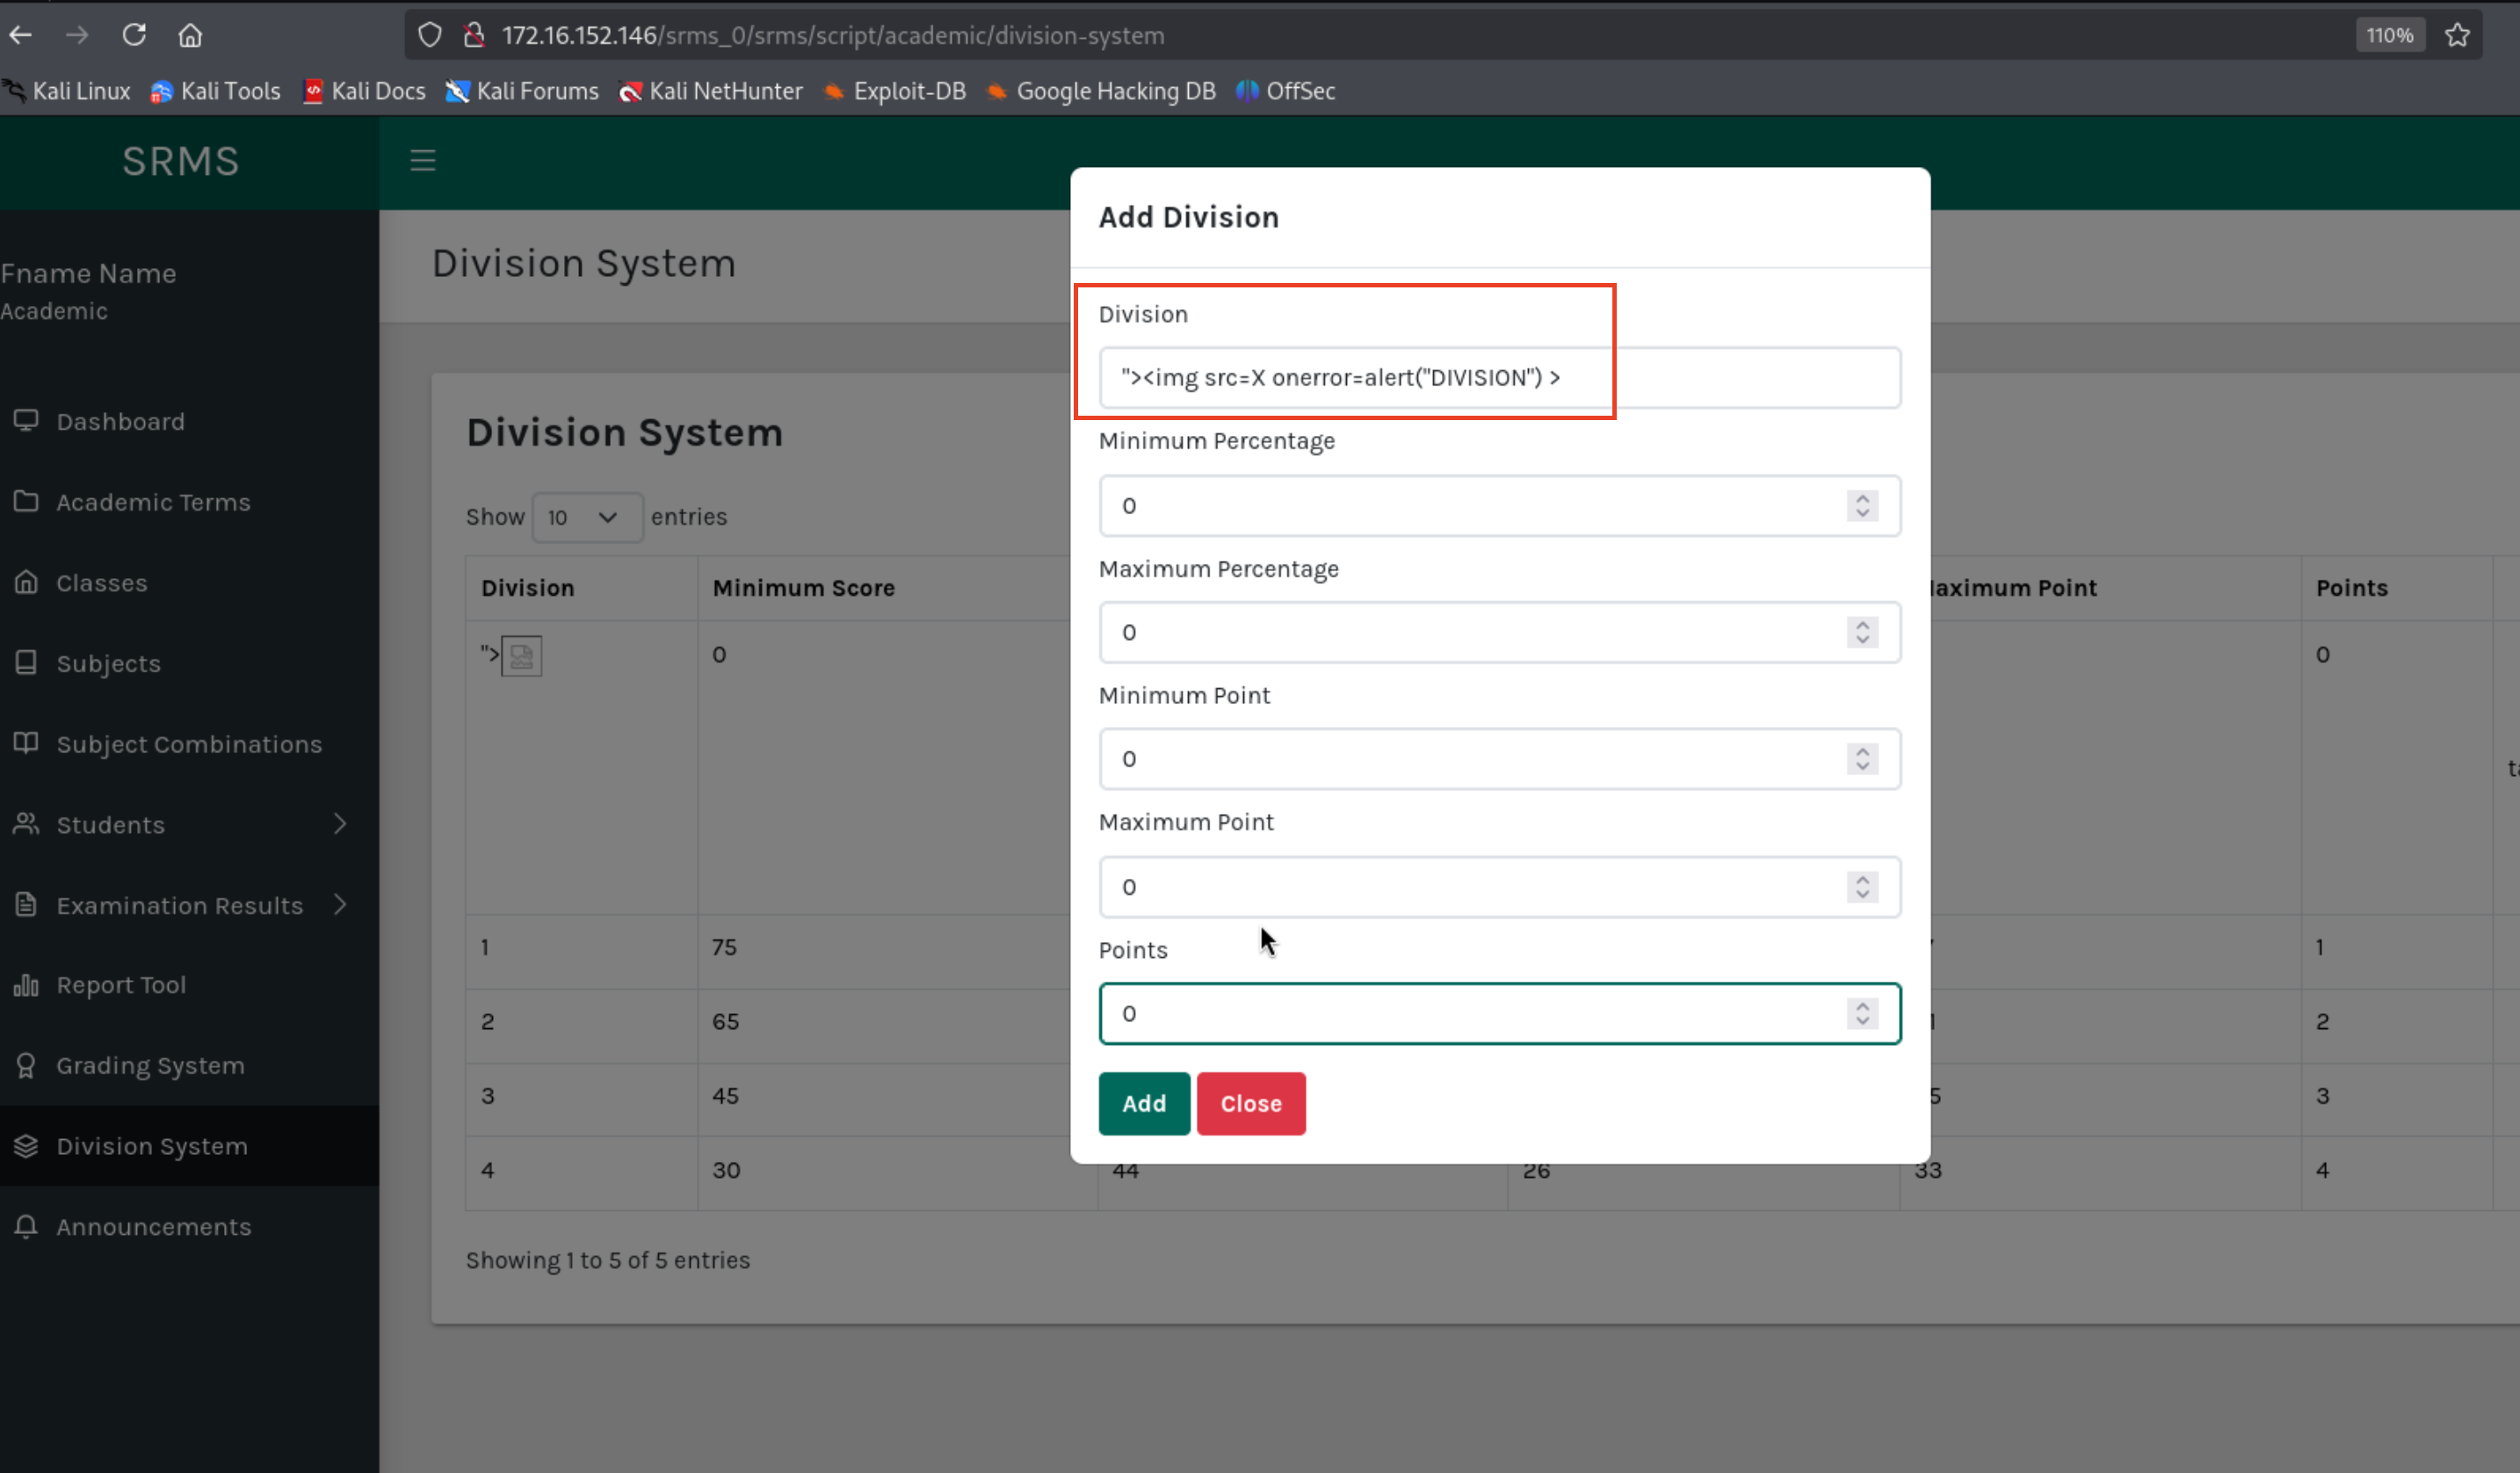 172.16.152.146/srms_0/srms/script/academic/division-system
110%
Kali Linux Kali Tools Kali Docs Kali Forums Kali NetHunter Exploit-DB Google Hacking DB OffSec
SRMS
Fname Name
Academic
Dashboard
Academic Terms
Classes
Subjects
Subject Combinations
Students
Examination Results
Report Tool
Grading System
Division System
Announcements
Division System
Division System
Show 10 entries
Division Minimum Score aximum Point Points
"> 0 0
1 75 1
2 65 2
3 45 5 3
4 30 44 26 33 4
Showing 1 to 5 of 5 entries
Add Division
Division
"><img src=X onerror=alert("DIVISION") >
Minimum Percentage
0
Maximum Percentage
0
Minimum Point
0
Maximum Point
0
Points
0
Add Close